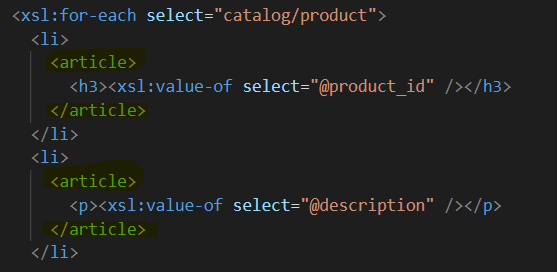 <xsl:for-each select="catalog/product">
<li>
<article>
<h3><xsl:value-of select="@product_id" /></h3>
</article>
</li>
<li>
<article>
<p><xsl:value-of select="@description" /></p>
</article>
</li>